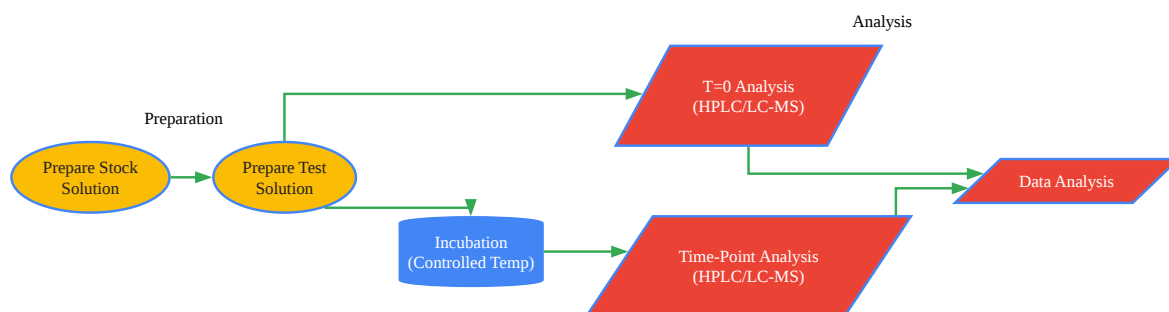 Analysis
T=0 Analysis
(HPLC/LC-MS)
Preparation
Prepare Stock
Solution
Prepare Test
Solution
Data Analysis
Incubation
(Controlled Temp)
Time-Point Analysis
(HPLC/LC-MS)